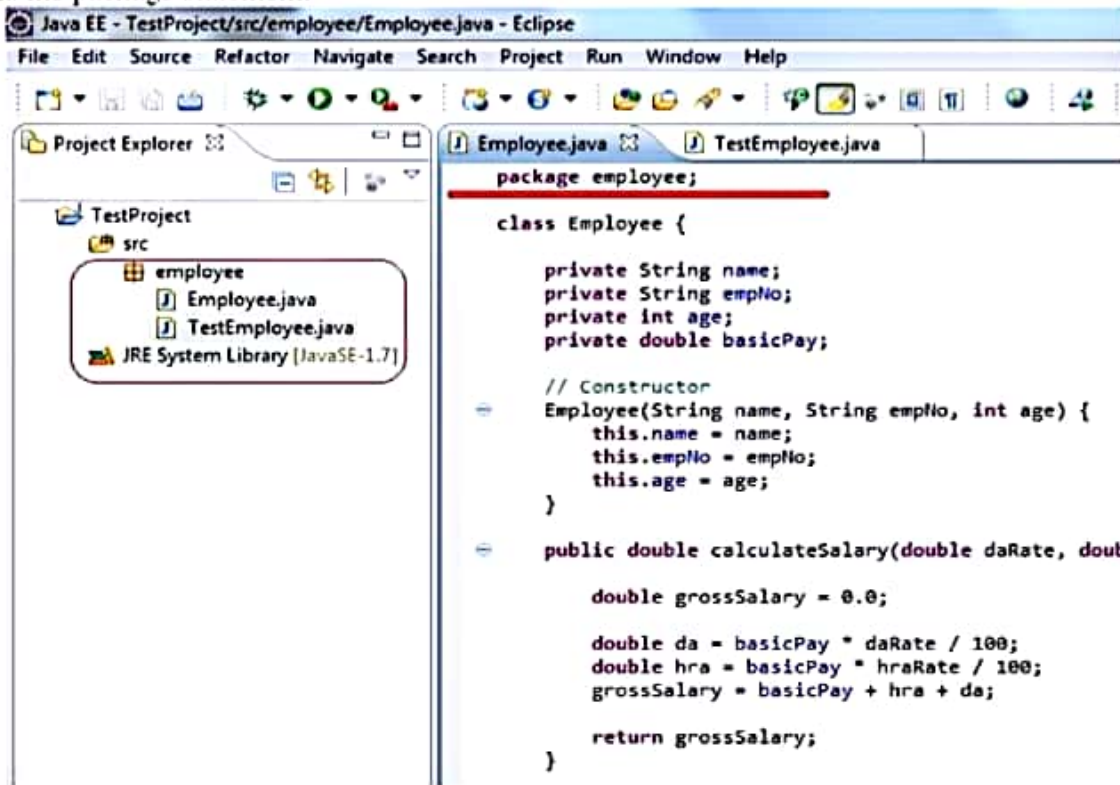 Java EE - TestProject/src/employee/Employee.java - Eclipse
File Edit Source Refactor Navigate Search Project Run Window Help
Project Explorer
TestProject
src
employee
Employee.java
TestEmployee.java
JRE System Library [JavaSE-1.7]
Employee.java TestEmployee.java
package employee;
class Employee {
private String name;
private String empNo;
private int age;
private double basicPay;
// Constructor
Employee(String name, String empNo, int age) {
this.name = name;
this.empNo = empNo;
this.age = age;
}
public double calculateSalary(double daRate, doub
double grossSalary = 0.0;
double da = basicPay * daRate / 100;
double hra = basicPay * hraRate / 100;
grossSalary = basicPay + hra + da;
return grossSalary;
}